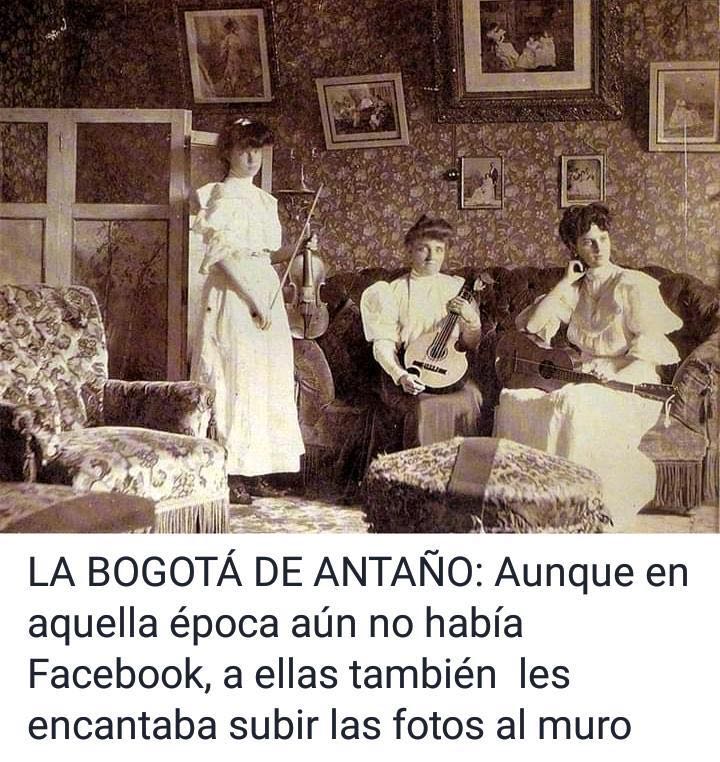 LA BOGOTÁ DE ANTAÑO: Aunque en
aquella época aún no había
Facebook, a ellas también  les
encantaba subir las fotos al muro